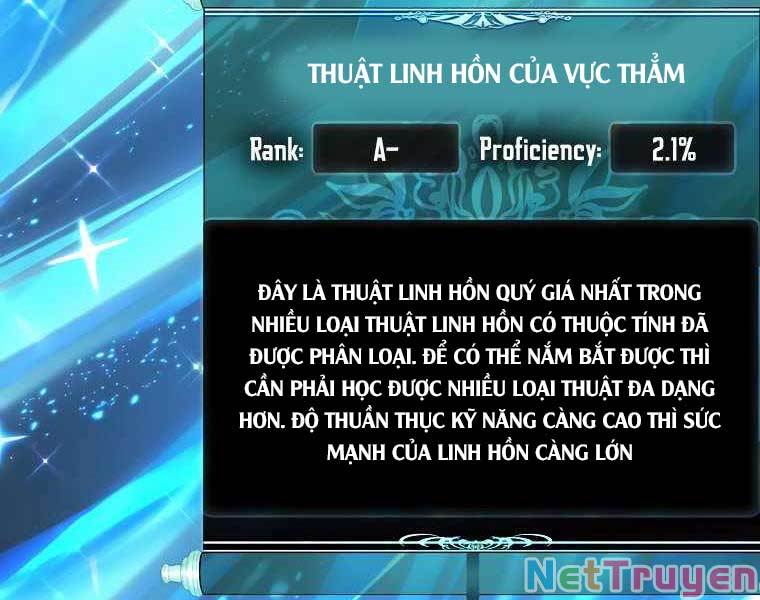 THUẬT LINH HỒN CỦA VỰC THẲM
Rank: A- Proficiency: 2.1%
ĐÂY LÀ THUẬT LINH HỒN QUÝ GIÁ NHẤT TRONG
NHIỀU LOẠI THUẬT LINH HỒN CÓ THUỘC TÍNH ĐÃ
ĐƯỢC PHÂN LOẠI. ĐỂ CÓ THỂ NẮM BẮT ĐƯỢC THÌ
CẦN PHẢI HỌC ĐƯỢC NHIỀU LOẠI THUẬT ĐA DẠNG
HƠN. ĐỘ THUẦN THỤC KỸ NĂNG CÀNG CAO THÌ SỨC
MẠNH CỦA LINH HỒN CÀNG LỚN
NetTruyen